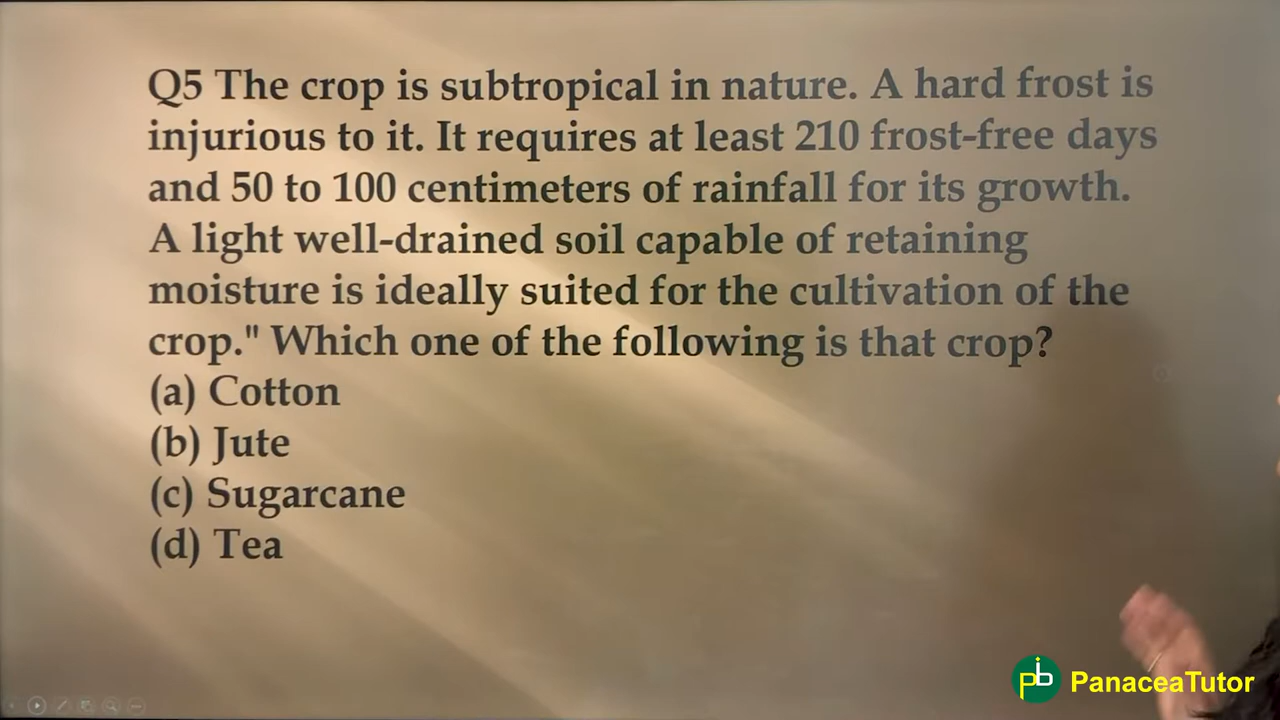 Q5 The crop is subtropical in nature. A hard frost is
injurious to it. It requires at least 210 frost-free days
and 50 to 100 centimeters of rainfall for its growth.
A light well-drained soil capable of retaining
moisture is ideally suited for the cultivation of the
crop." Which one of the following is that crop?
(a) Cotton
(b) Jute
(c) Sugarcane
(d) Tea
pib PanaceaTutor